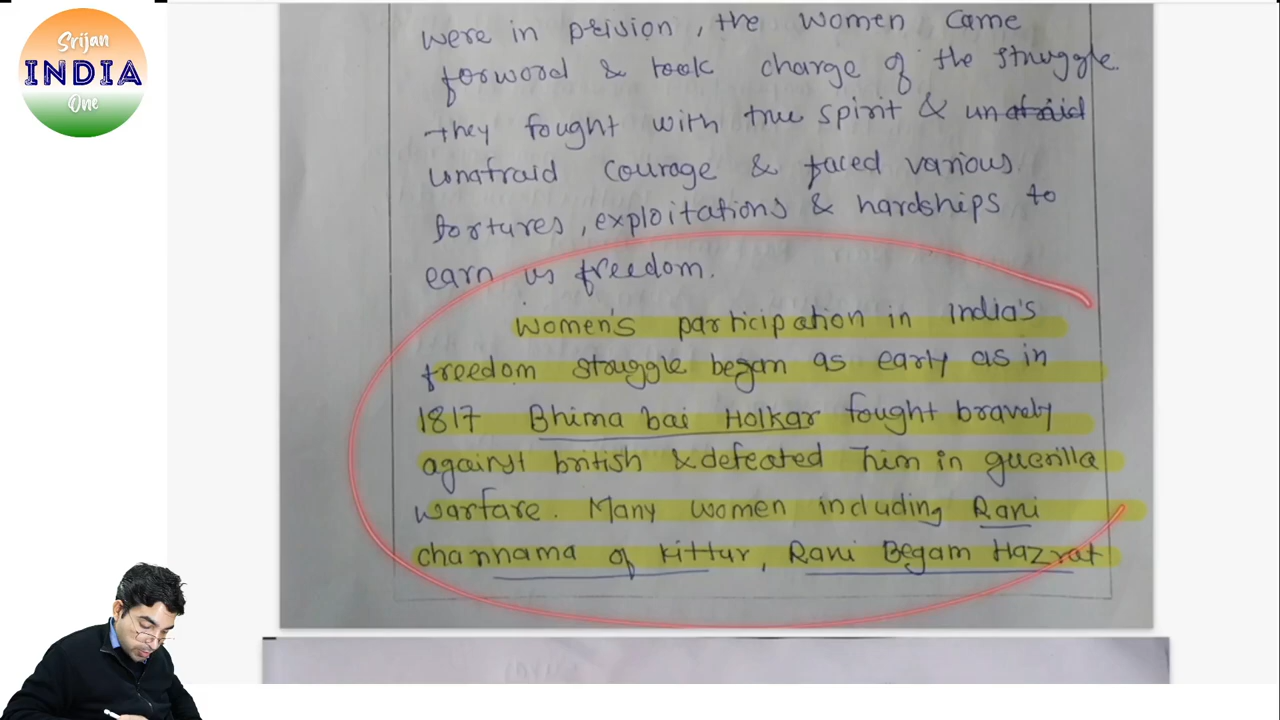 Srijan
INDIA
One
were in prision, the women came
forword & took charge of the struggle.
They fought with true spirit & unafraid
unafraid courage & faced various
tortures, exploitations & hardships to
earn us freedom.
Women's participation in India's
freedom struggle began as early as in
1817 Bhima bai Holkar fought bravely
against british & defeated him in guerilla
warfare. Many women including Rani
channama of kittur, Rani Begam Hazrat